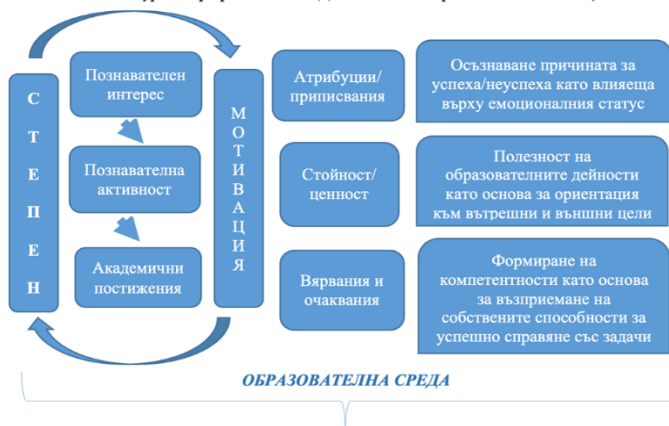 СТЕПЕН
Познавателен
интерес
Познавателна
активност
Академични
постижения
МОТИВАЦИЯ
Атрибуции/
приписвания
Осъзнаване причината за
успеха/неуспеха като влияеща
върху емоционалния статус
Стойност/
ценност
Полезност на
образователните дейности
като основа за ориентация
към вътрешни и външни цели
Вярвания и
очаквания
Формиране на
компетентности като основа
за възприемане на
собствените способности за
успешно справяне със задачи
ОБРАЗОВАТЕЛНА СРЕДА